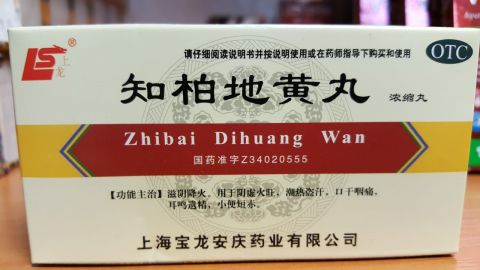 上龙®
请仔细阅读说明书并按说明使用或在药师指导下购买和使用
OTC
知柏地黄丸 浓缩丸
Zhibai Dihuang Wan
国药准字Z34020555
【功能主治】滋阴降火。用于阴虚火旺，潮热盗汗，口干咽痛，
耳鸣遗精，小便短赤。
上海宝龙安庆药业有限公司